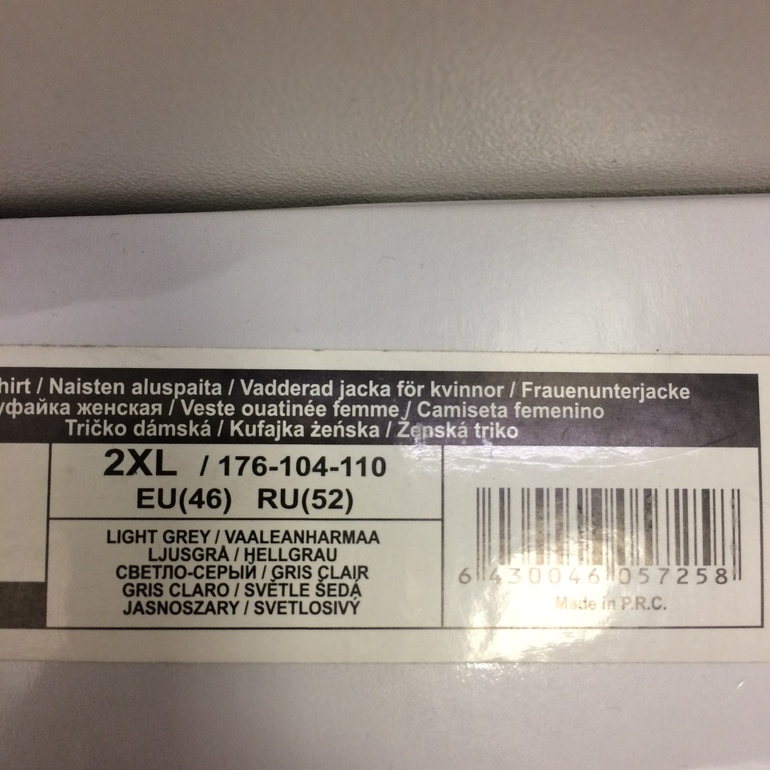 hirt / Naisten aluspaita / Vadderad jacka för kvinnor / Frauenunterjacke
уфайка женская / Veste ouatinée femme / Camiseta femenino
Tričko dámská / Kufajka żeńska / Ženská triko
2XL / 176-104-110
EU(46) RU(52)
LIGHT GREY / VAALEANHARMAA
LJUSGRÅ / HELLGRAU
СВЕТЛО-СЕРЫЙ / GRIS CLAIR
GRIS CLARO / SVĚTLE ŠEDÁ
JASNOSZARY / SVETLOSIVÝ
6 430046 057258
Made in P.R.C.